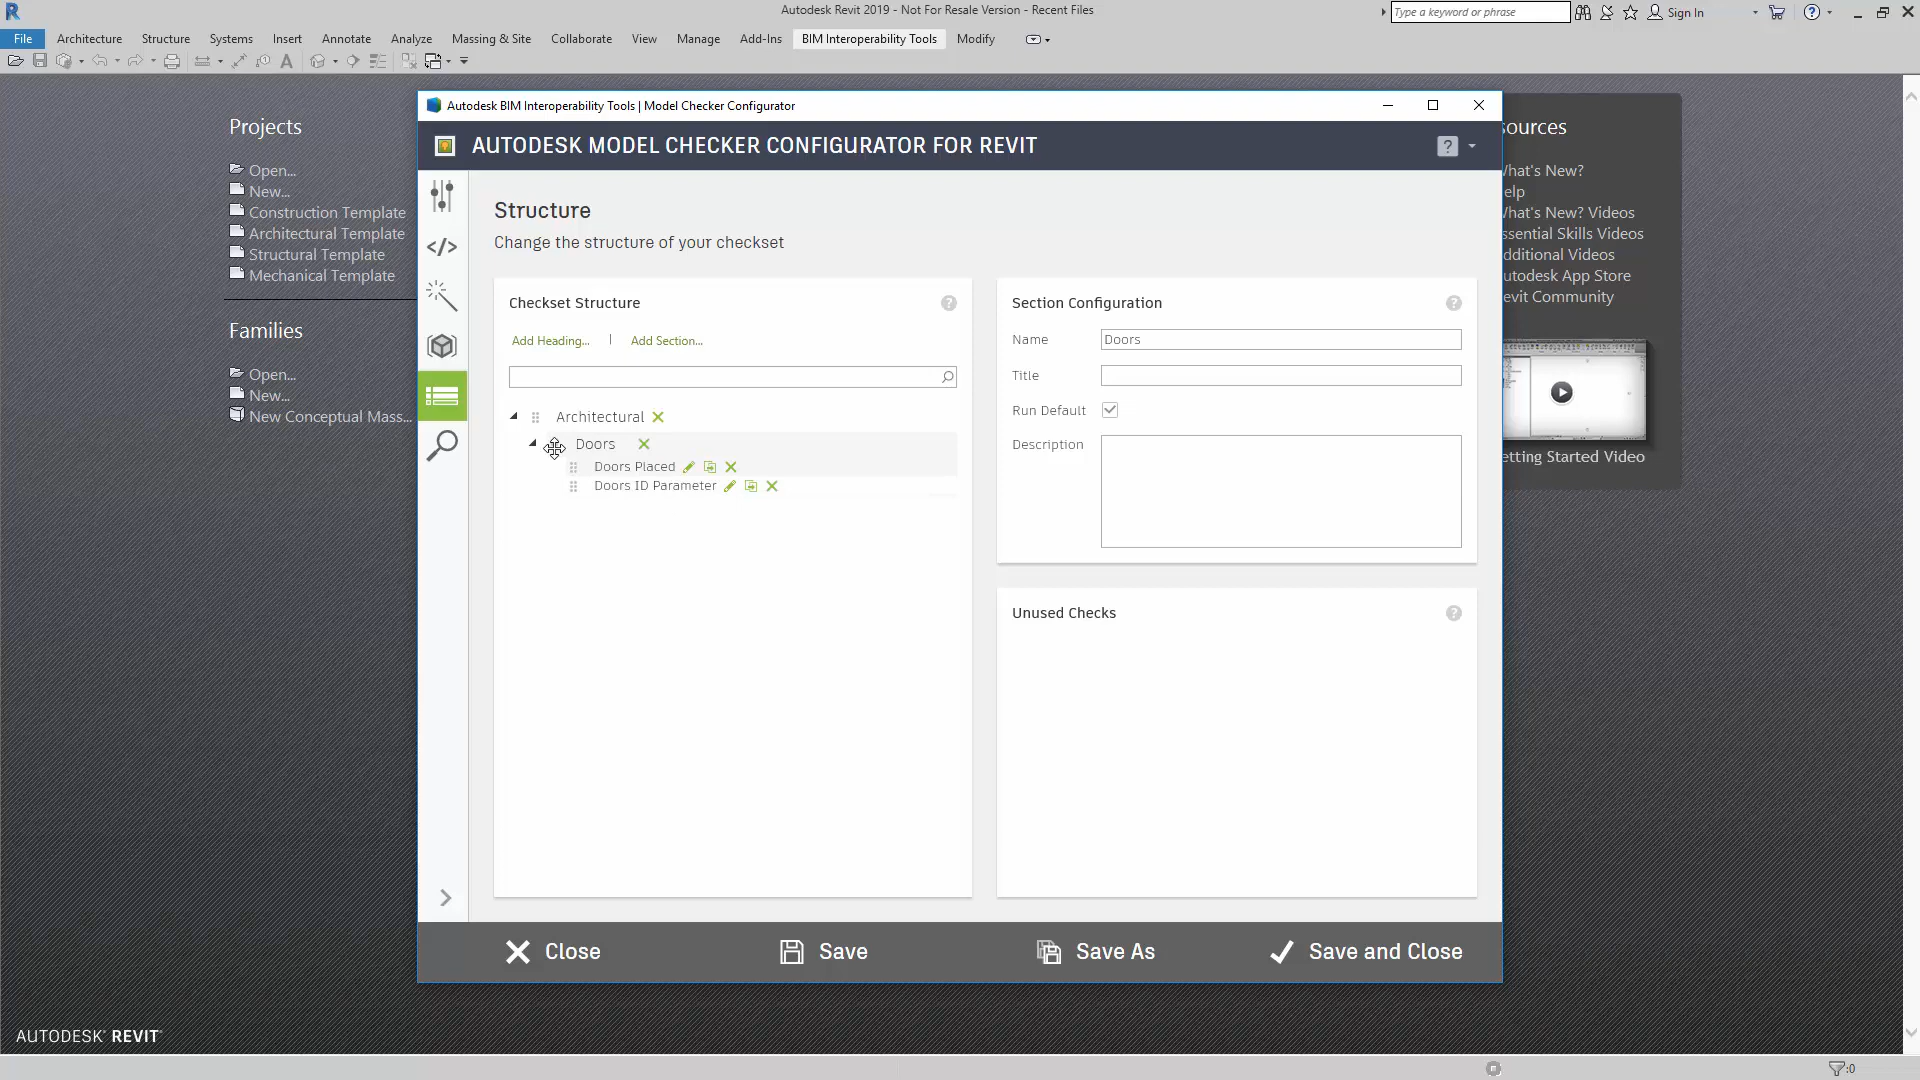 Autodesk Revit 2019 - Not For Resale Version - Recent Files
Type a keyword or phrase
Sign In
File Architecture Structure Systems Insert Annotate Analyze Massing & Site Collaborate View Manage Add-Ins BIM Interoperability Tools Modify
Projects
Open...
New...
Construction Template
Architectural Template
Structural Template
Mechanical Template
Families
Open...
New...
New Conceptual Mass...
Autodesk BIM Interoperability Tools | Model Checker Configurator
AUTODESK MODEL CHECKER CONFIGURATOR FOR REVIT
Structure
Change the structure of your checkset
Checkset Structure
Add Heading... | Add Section...
Architectural
Doors
Doors Placed
Doors ID Parameter
Section Configuration
Name Doors
Title
Run Default
Description
Unused Checks
Close Save Save As Save and Close
ources
hat's New?
elp
hat's New? Videos
ssential Skills Videos
dditional Videos
utodesk App Store
evit Community
etting Started Video
AUTODESK® REVIT®
:0